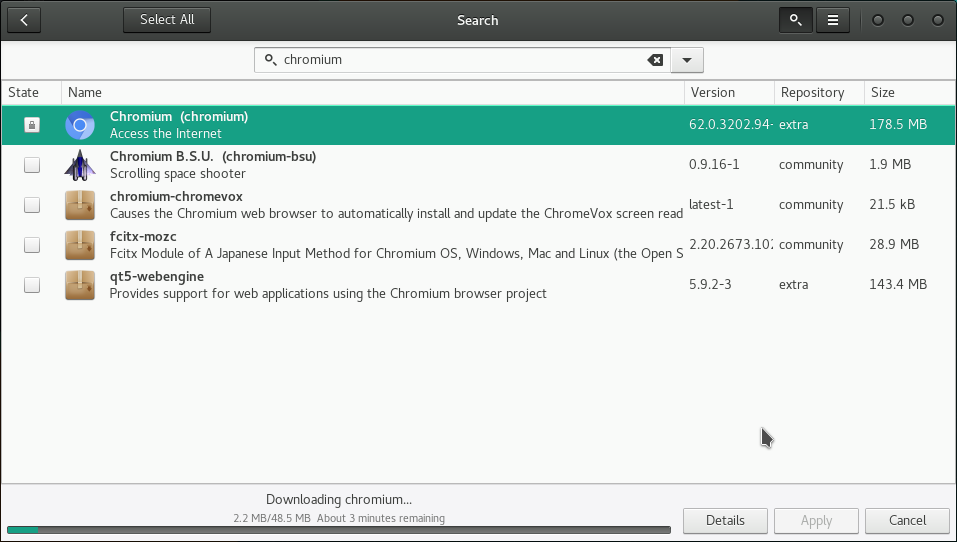 Select All
Search
chromium
State Name Version Repository Size
Chromium (chromium)
Access the Internet
62.0.3202.94- extra 178.5 MB
Chromium B.S.U. (chromium-bsu)
Scrolling space shooter
0.9.16-1 community 1.9 MB
chromium-chromevox
Causes the Chromium web browser to automatically install and update the ChromeVox screen read
latest-1 community 21.5 kB
fcitx-mozc
Fcitx Module of A Japanese Input Method for Chromium OS, Windows, Mac and Linux (the Open S
2.20.2673.102 community 28.9 MB
qt5-webengine
Provides support for web applications using the Chromium browser project
5.9.2-3 extra 143.4 MB
Downloading chromium...
2.2 MB/48.5 MB About 3 minutes remaining
Details Apply Cancel